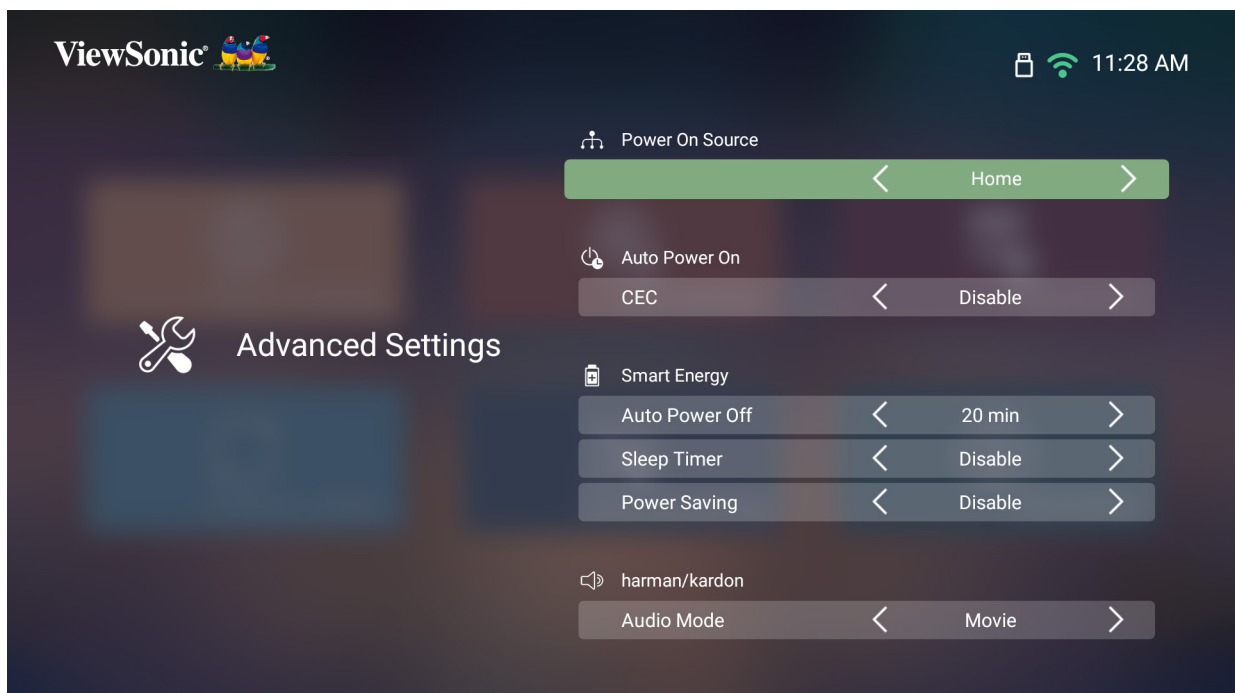 ViewSonic®
11:28 AM
Power On Source
Home
Auto Power On
CEC Disable
Advanced Settings
Smart Energy
Auto Power Off 20 min
Sleep Timer Disable
Power Saving Disable
harman/kardon
Audio Mode Movie